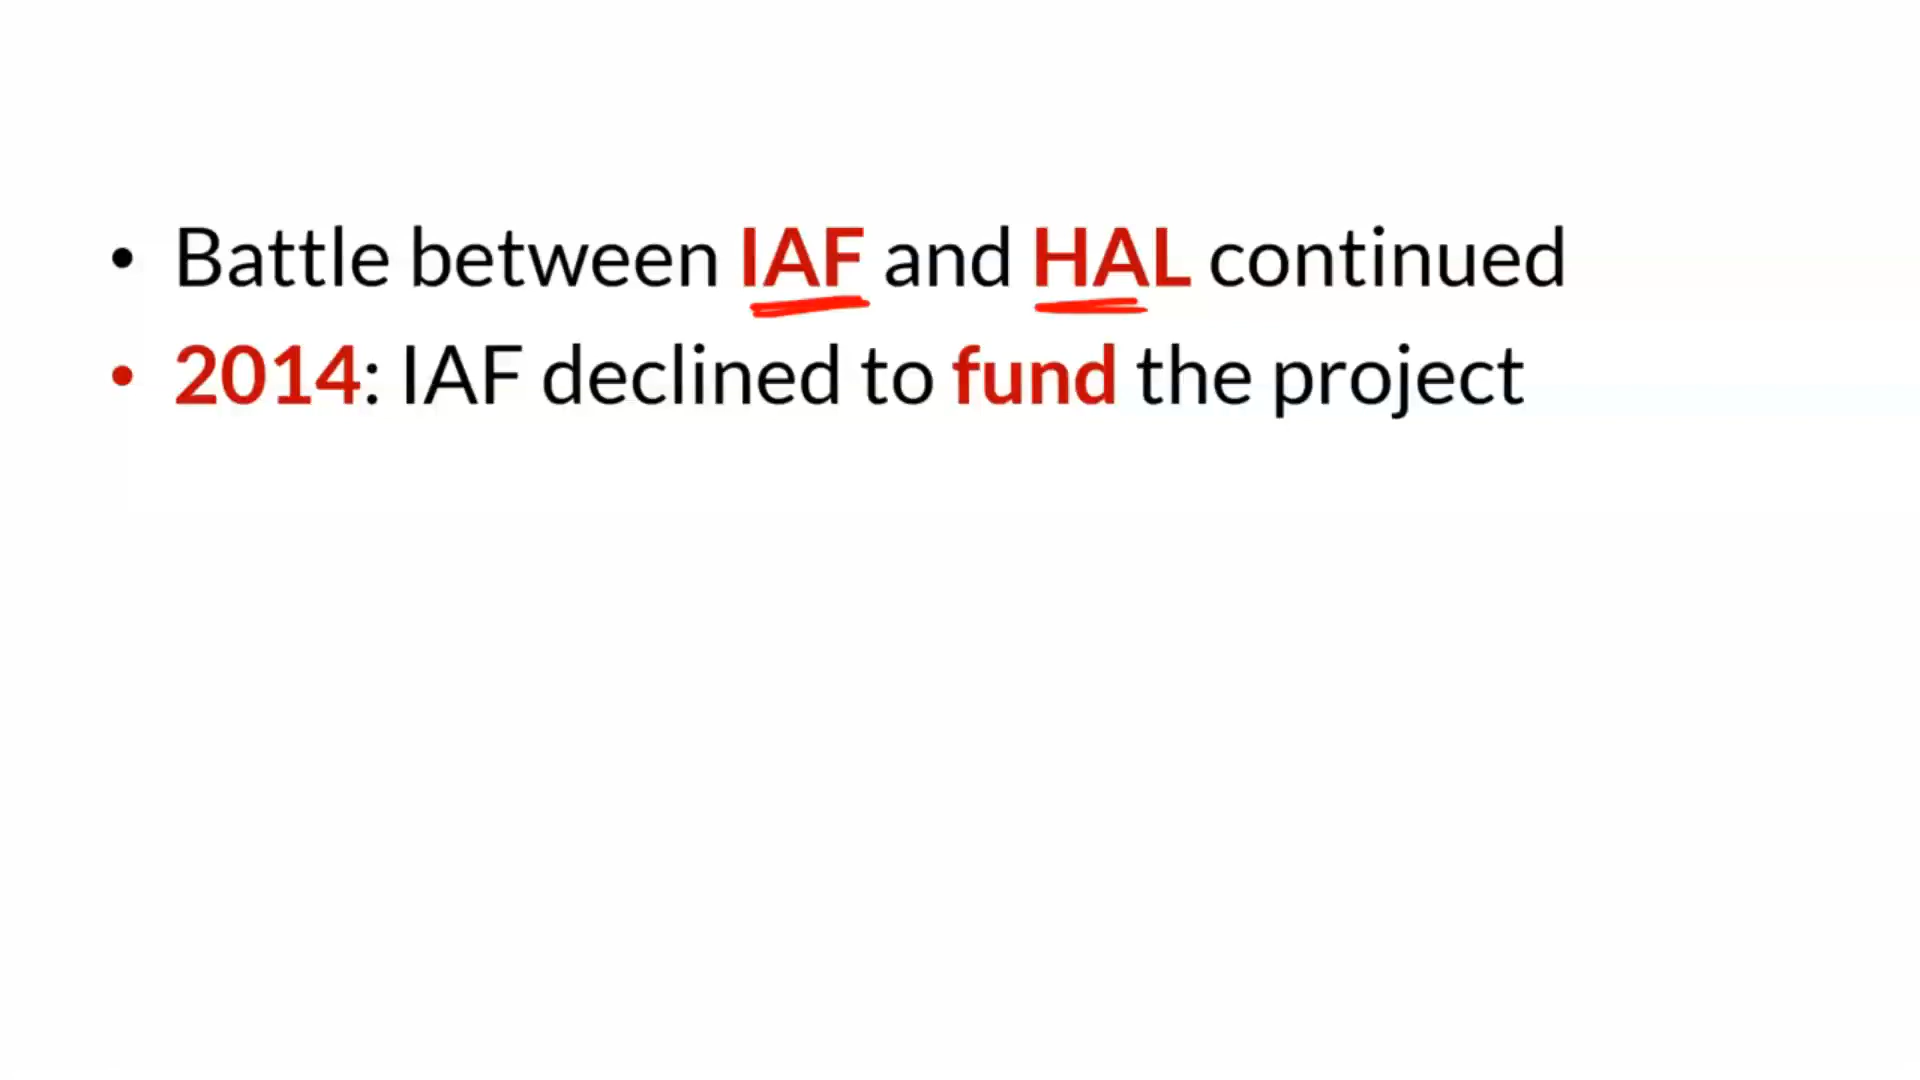 • Battle between IAF and HAL continued
• 2014: IAF declined to fund the project